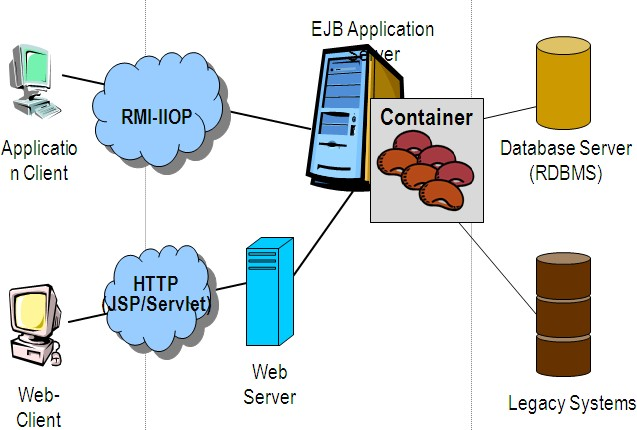 EJB Application
Server
RMI-IIOP
Container
Applicatio
n Client
Database Server
(RDBMS)
HTTP
(JSP/Servlet)
Web
Server
Web-
Client
Legacy Systems